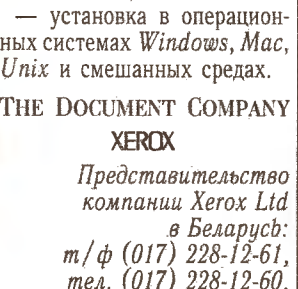 — установка в операцион-
ных системах Windows, Mac,
Unix и смешанных средах.
THE DOCUMENT COMPANY
XEROX
Представительство
компании Xerox Ltd
в Беларусь:
т/ф (017) 228-12-61,
тел. (017) 228-12-60.